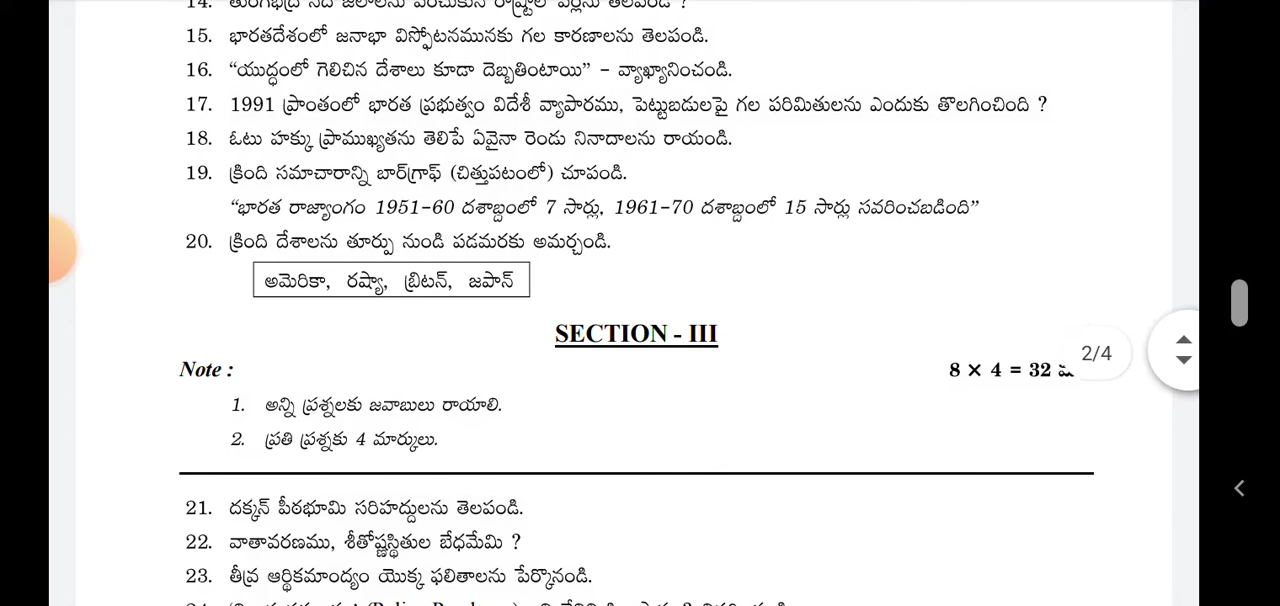 15. భారతదేశంలో జనాభా విస్ఫోటనమునకు గల కారణాలను తెలపండి.
16. “యుద్ధంలో గెలిచిన దేశాలు కూడా దెబ్బతింటాయి” – వ్యాఖ్యానించండి.
17. 1991 ప్రాంతంలో భారత ప్రభుత్వం విదేశీ వ్యాపారము, పెట్టుబడులపై గల పరిమితులను ఎందుకు తొలగించింది ?
18. ఓటు హక్కు ప్రాముఖ్యతను తెలిపే ఏవైనా రెండు నినాదాలను రాయండి.
19. క్రింది సమాచారాన్ని బార్‌గ్రాఫ్ (చిత్తుపటంలో) చూపండి.
“భారత రాజ్యాంగం 1951-60 దశాబ్దంలో 7 సార్లు, 1961-70 దశాబ్దంలో 15 సార్లు సవరించబడింది”
20. క్రింది దేశాలను తూర్పు నుండి పడమరకు అమర్చండి.
అమెరికా, రష్యా, బ్రిటన్, జపాన్
SECTION - III
Note : 8 × 4 = 32
2/4
1. అన్ని ప్రశ్నలకు జవాబులు రాయాలి.
2. ప్రతి ప్రశ్నకు 4 మార్కులు.
21. దక్కన్ పీఠభూమి సరిహద్దులను తెలపండి.
22. వాతావరణము, శీతోష్ణస్థితుల బేధమేమి ?
23. తీవ్ర ఆర్థికమాంద్యం యొక్క ఫలితాలను పేర్కొనండి.